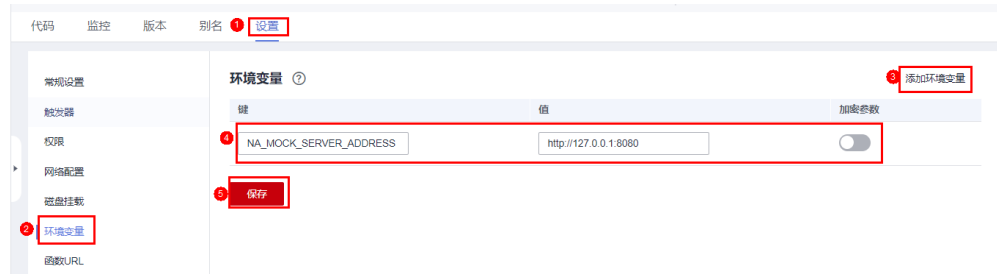 代码 监控 版本 别名 1 设置
常规设置
触发器
权限
网络配置
磁盘挂载
2 环境变量
函数URL
环境变量 ?
3 添加环境变量
键 值 加密参数
4 NA_MOCK_SERVER_ADDRESS http://127.0.0.1:8080
5 保存